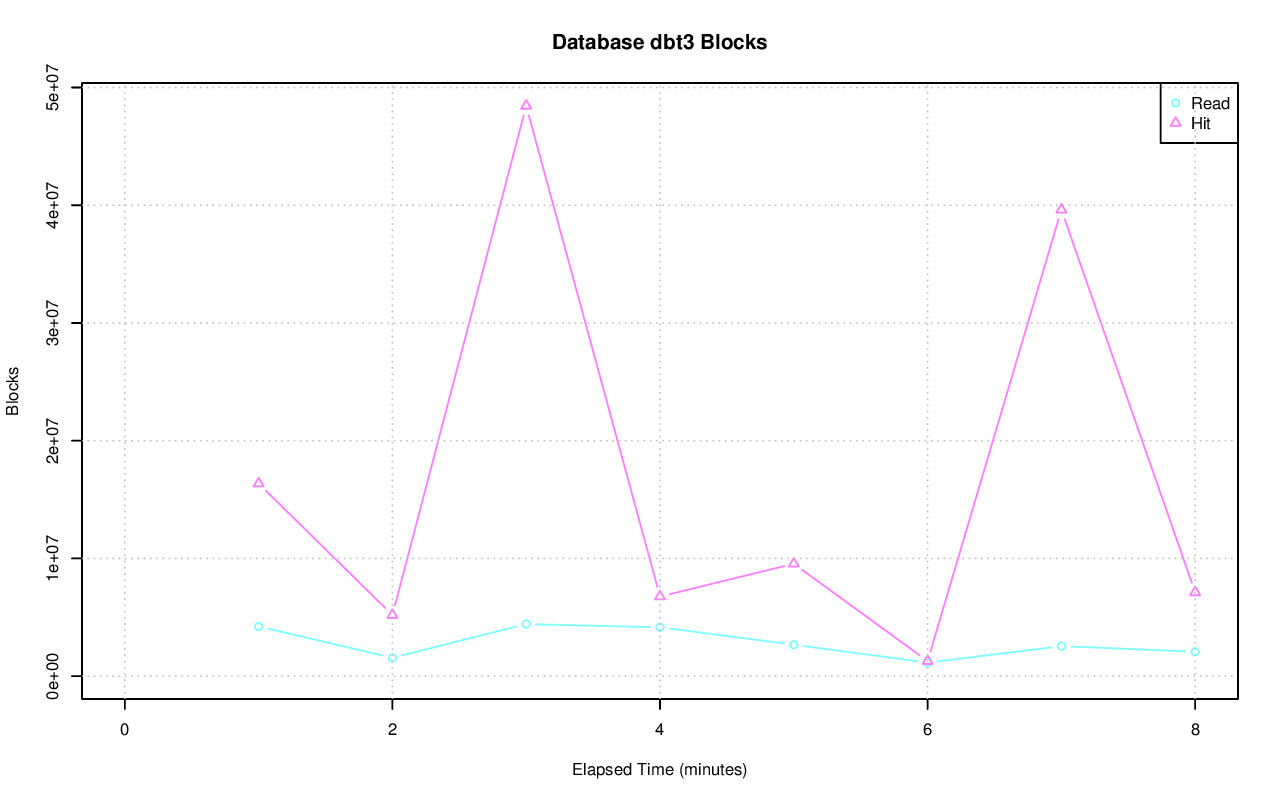 Database dbt3 Blocks
Read
Hit
5e+07
4e+07
3e+07
2e+07
1e+07
0e+00
Blocks
0 2 4 6 8
Elapsed Time (minutes)